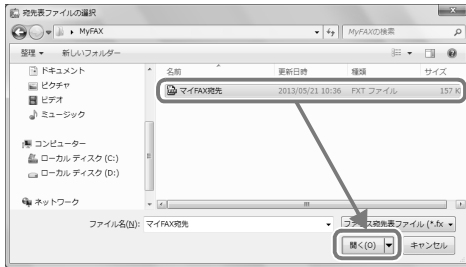 宛先表ファイルの選択
MyFAX
MyFAXの検索
整理 新しいフォルダー
ドキュメント
ピクチャ
ビデオ
ミュージック
コンピューター
ローカル ディスク (C:)
ローカル ディスク (D:)
ネットワーク
名前 更新日時 種類 サイズ
マイFAX宛先 2013/05/21 10:36 FXT ファイル 157 K
ファイル名(N): マイFAX宛先
ファクス宛先表ファイル (*.fx
開く(O) キャンセル